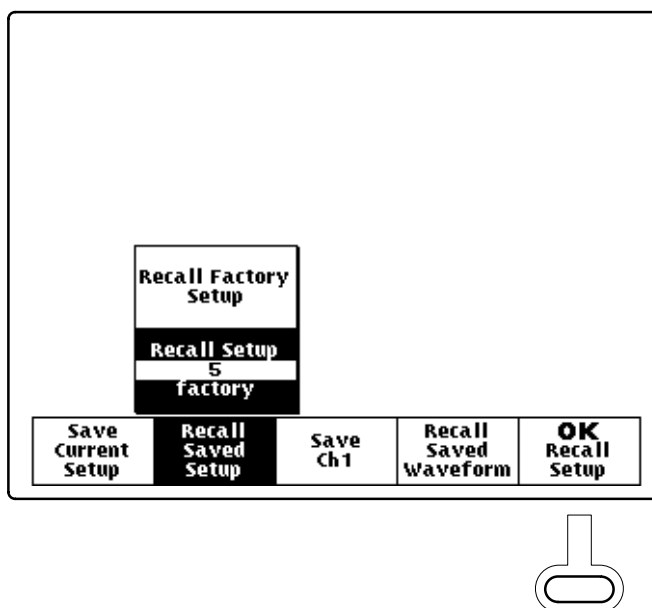 Recall Factory
Setup
Recall Setup
5
factory
Save
Current
Setup
Recall
Saved
Setup
Save
Ch1
Recall
Saved
Waveform
OK
Recall
Setup